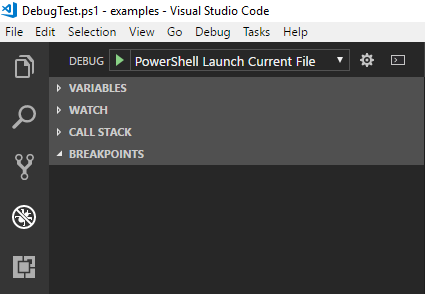 DebugTest.ps1 - examples - Visual Studio Code
File Edit Selection View Go Debug Tasks Help
DEBUG PowerShell Launch Current File
VARIABLES
WATCH
CALL STACK
BREAKPOINTS